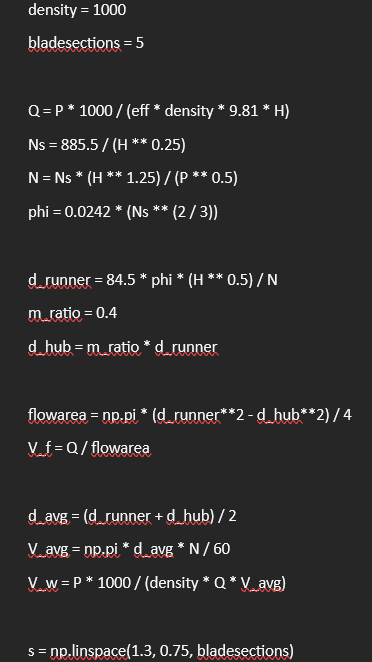 density = 1000
bladesections = 5
Q = P * 1000 / (eff * density * 9.81 * H)
Ns = 885.5 / (H ** 0.25)
N = Ns * (H ** 1.25) / (P ** 0.5)
phi = 0.0242 * (Ns ** (2 / 3))
d_runner = 84.5 * phi * (H ** 0.5) / N
m_ratio = 0.4
d_hub = m_ratio * d_runner
flowarea = np.pi * (d_runner**2 - d_hub**2) / 4
V_f = Q / flowarea
d_avg = (d_runner + d_hub) / 2
V_avg = np.pi * d_avg * N / 60
V_w = P * 1000 / (density * Q * V_avg)
s = np.linspace(1.3, 0.75, bladesections)